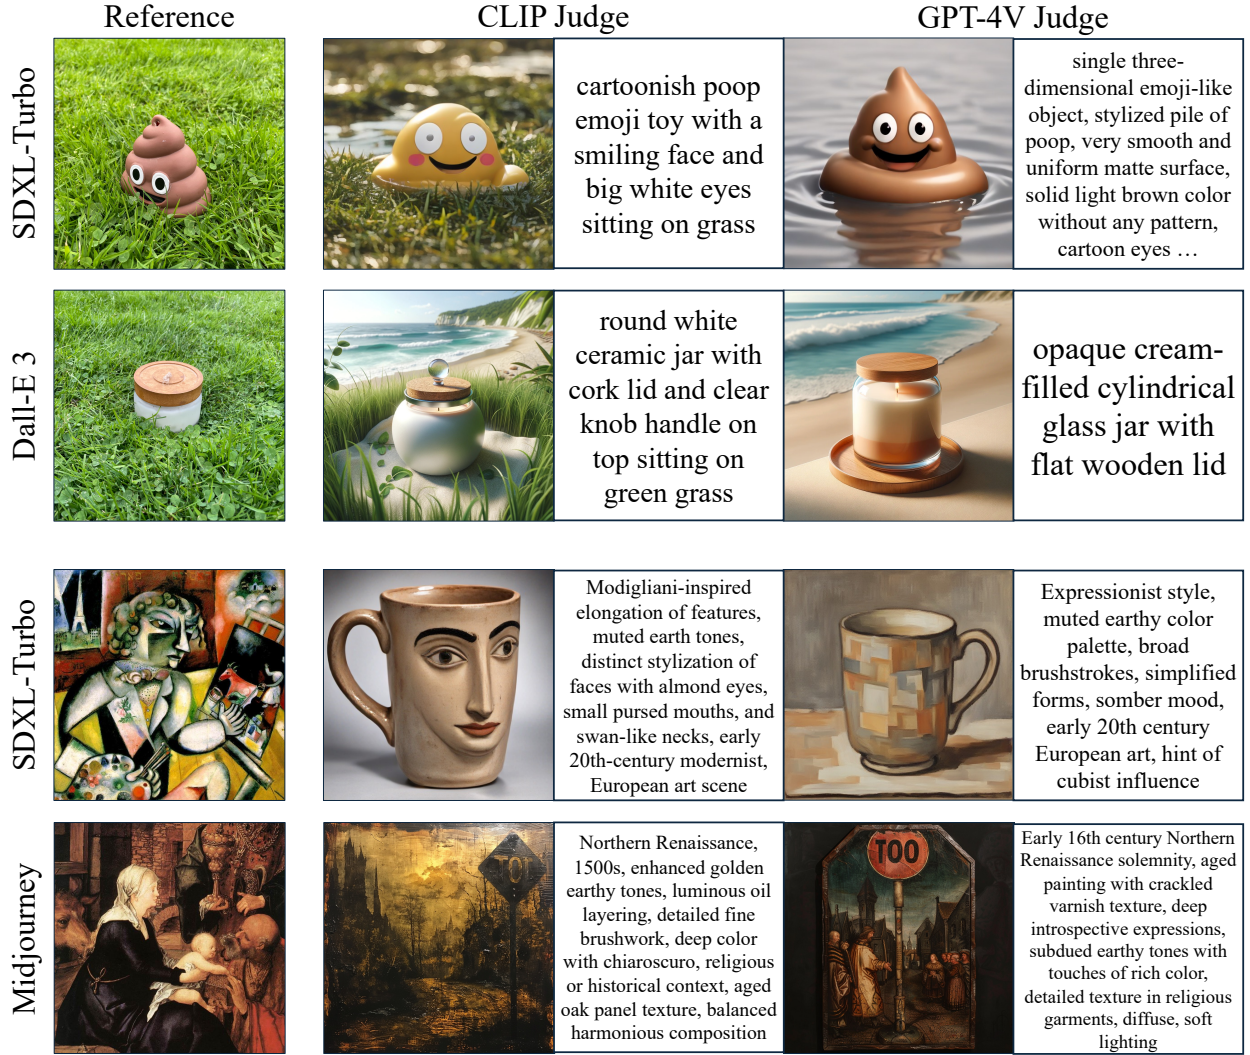 Reference
CLIP Judge
GPT-4V Judge
SDXL-Turbo
cartoonish poop
emoji toy with a
smiling face and
big white eyes
sitting on grass
single three-
dimensional emoji-like
object, stylized pile of
poop, very smooth and
uniform matte surface,
solid light brown color
without any pattern,
cartoon eyes …
Dall-E 3
round white
ceramic jar with
cork lid and clear
knob handle on
top sitting on
green grass
opaque cream-
filled cylindrical
glass jar with
flat wooden lid
SDXL-Turbo
Modigliani-inspired
elongation of features,
muted earth tones,
distinct stylization of
faces with almond eyes,
small pursed mouths, and
swan-like necks, early
20th-century modernist,
European art scene
Expressionist style,
muted earthy color
palette, broad
brushstrokes, simplified
forms, somber mood,
early 20th century
European art, hint of
cubist influence
Midjourney
Northern Renaissance,
1500s, enhanced golden
earthy tones, luminous oil
layering, detailed fine
brushwork, deep color
with chiaroscuro, religious
or historical context, aged
oak panel texture, balanced
harmonious composition
TOO
Early 16th century Northern
Renaissance solemnity, aged
painting with crackled
varnish texture, deep
introspective expressions,
subdued earthy tones with
touches of rich color,
detailed texture in religious
garments, diffuse, soft
lighting